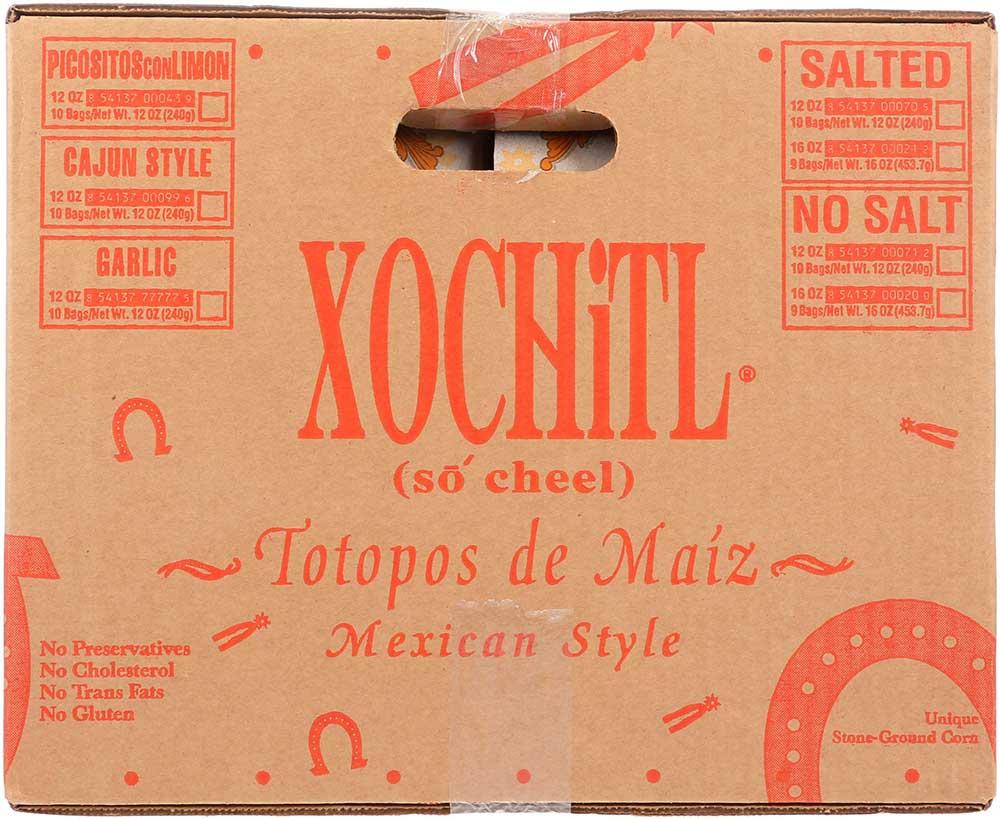 PICOSITOSCONLIMON
12 OZ 8 54137 00043 9
10 Bags/Net Wt. 12 OZ (240g)
CAJUN STYLE
12 OZ 8 54137 00099 6
10 Bags/Net Wt. 12 OZ (240g)
GARLIC
12 OZ 8 54137 77777 5
10 Bags/Net Wt. 12 OZ (240g)
SALTED
12 OZ 8 54137 00070 5
10 Bags/Net Wt. 12 OZ (240g)
16 OZ 8 54137 00021 2
9 Bags/Net Wt. 16 OZ (453.7g)
NO SALT
12 OZ 8 54137 00071 2
10 Bags/Net Wt. 12 OZ (240g)
16 OZ 8 54137 00020 0
9 Bags/Net Wt. 16 OZ (453.7g)
XOCHiTL®
(sō′ cheel)
~Totopos de Maíz~
Mexican Style
No Preservatives
No Cholesterol
No Trans Fats
No Gluten
Unique
Stone-Ground Corn